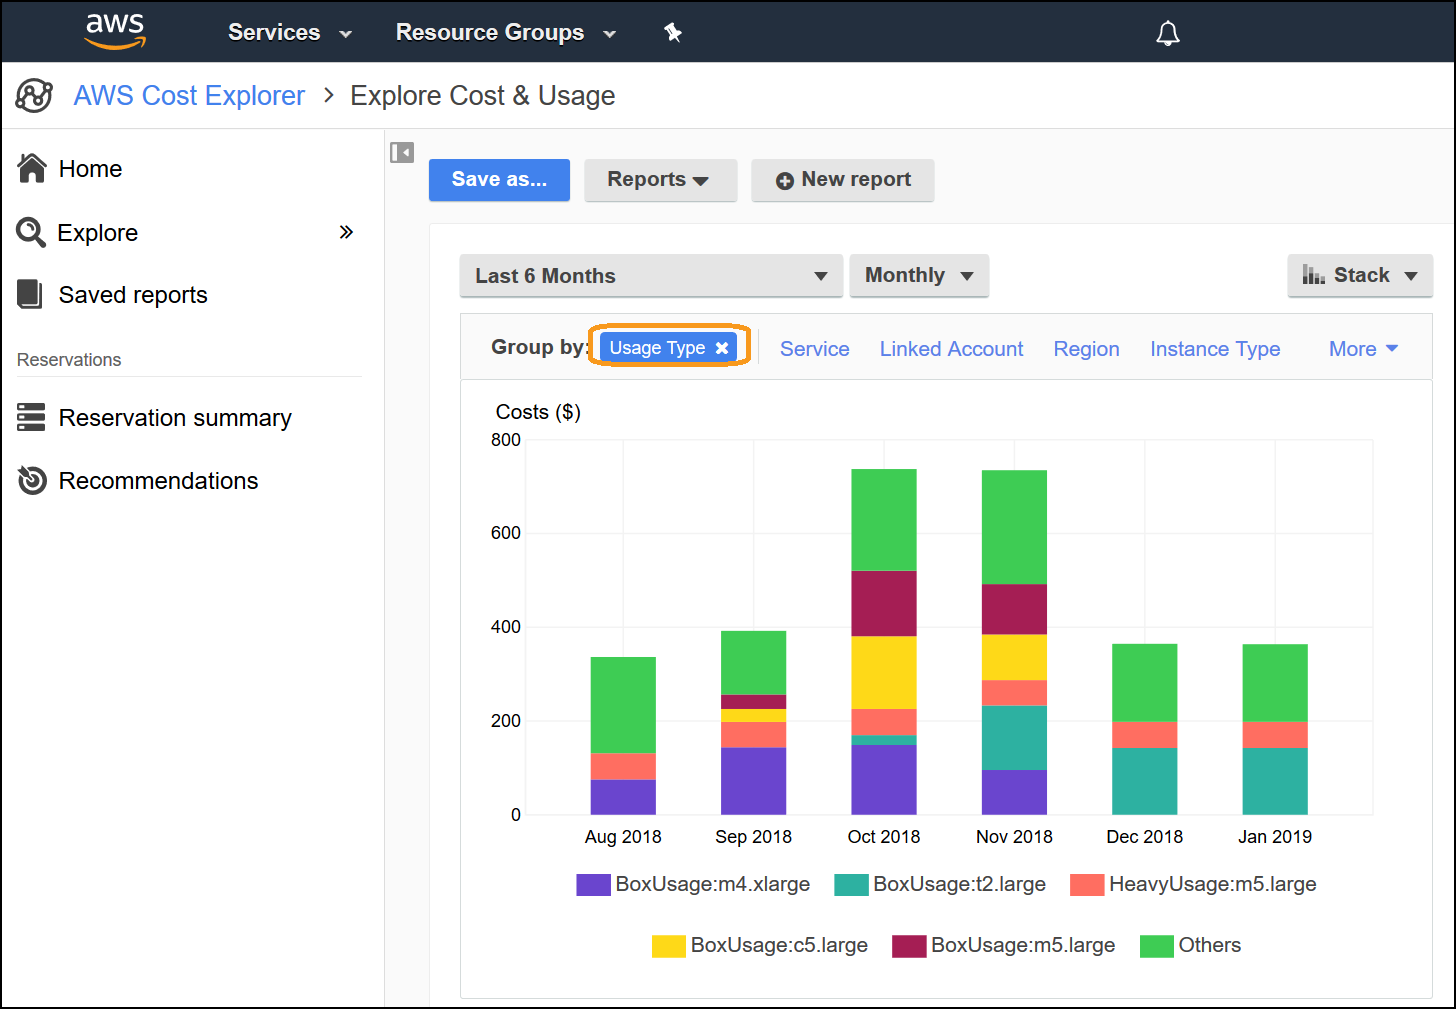 aws Services Resource Groups
AWS Cost Explorer > Explore Cost & Usage
Home
Explore »
Saved reports
Reservations
Reservation summary
Recommendations
Save as... Reports New report
Last 6 Months Monthly Stack
Group by: Usage Type × Service Linked Account Region Instance Type More
Costs ($)
800
600
400
200
0
Aug 2018 Sep 2018 Oct 2018 Nov 2018 Dec 2018 Jan 2019
BoxUsage:m4.xlarge BoxUsage:t2.large HeavyUsage:m5.large
BoxUsage:c5.large BoxUsage:m5.large Others